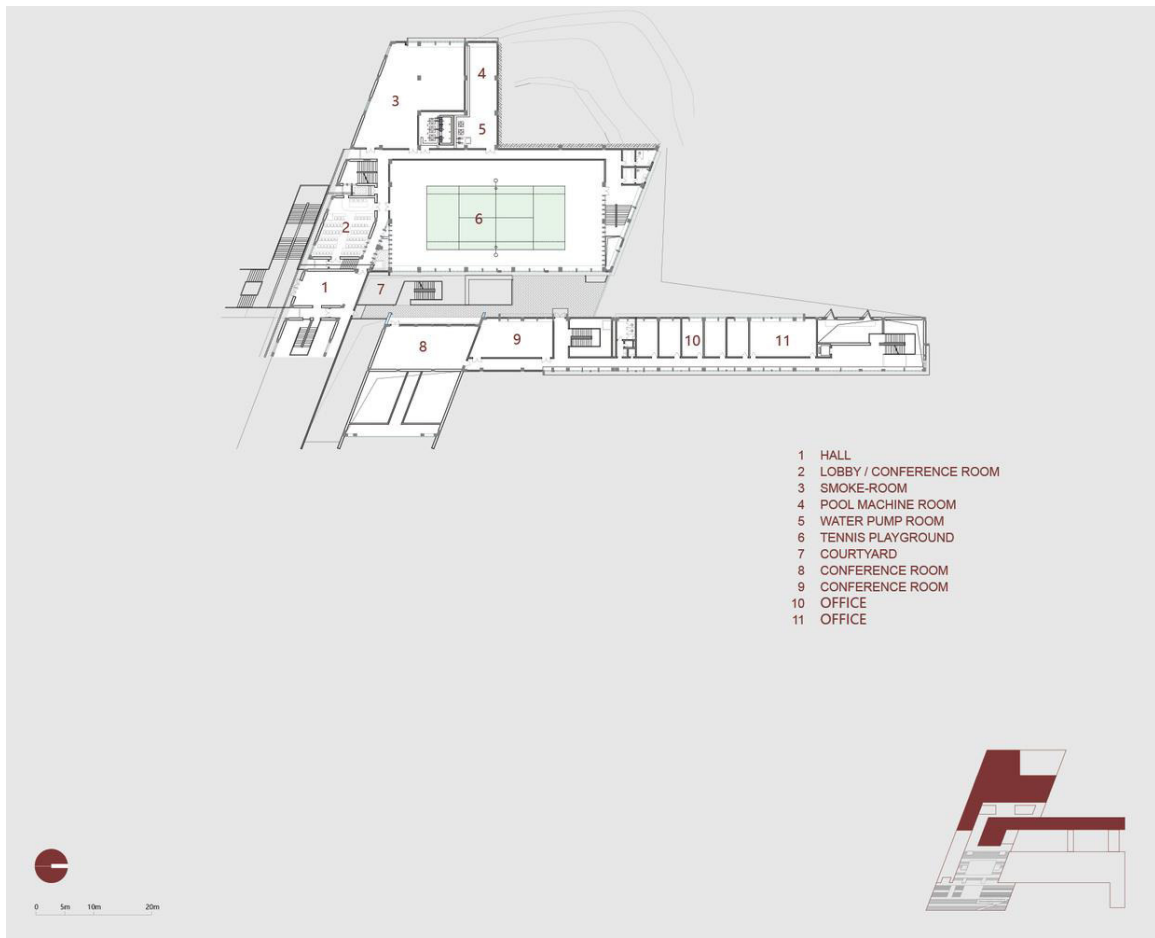 4
3
5
6
2
1
7
8
9
10
11
1 HALL
2 LOBBY / CONFERENCE ROOM
3 SMOKE-ROOM
4 POOL MACHINE ROOM
5 WATER PUMP ROOM
6 TENNIS PLAYGROUND
7 COURTYARD
8 CONFERENCE ROOM
9 CONFERENCE ROOM
10 OFFICE
11 OFFICE
0 5m 10m 20m